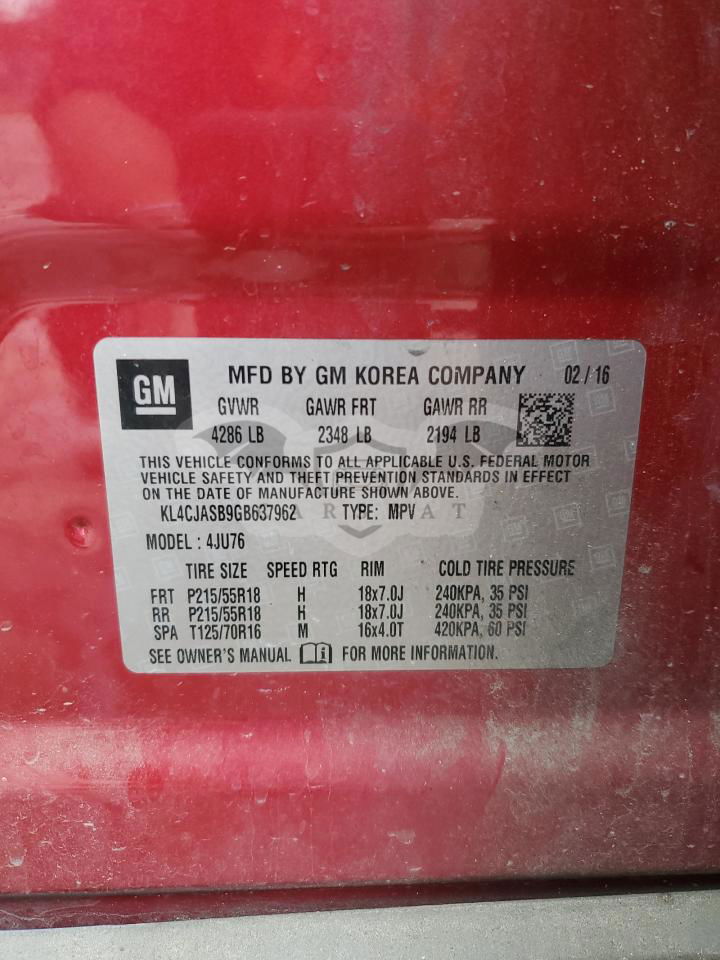 GM
MFD BY GM KOREA COMPANY 02/16
GVWR GAWR FRT GAWR RR
4286 LB 2348 LB 2194 LB
THIS VEHICLE CONFORMS TO ALL APPLICABLE U.S. FEDERAL MOTOR
VEHICLE SAFETY AND THEFT PREVENTION STANDARDS IN EFFECT
ON THE DATE OF MANUFACTURE SHOWN ABOVE.
KL4CJASB9GB637962 TYPE: MPV
MODEL : 4JU76
TIRE SIZE SPEED RTG RIM COLD TIRE PRESSURE
FRT P215/55R18 H 18x7.0J 240KPA, 35 PSI
RR P215/55R18 H 18x7.0J 240KPA, 35 PSI
SPA T125/70R16 M 16x4.0T 420KPA, 60 PSI
SEE OWNER'S MANUAL FOR MORE INFORMATION.